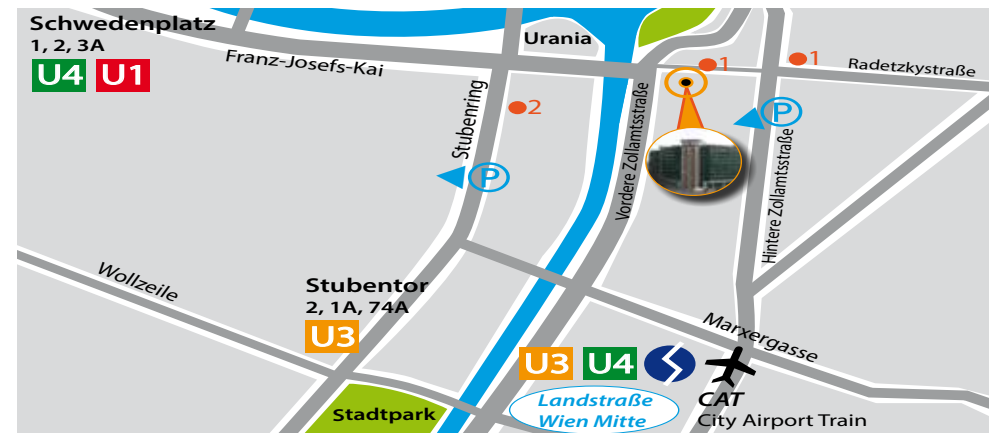 Schwedenplatz
1, 2, 3A
U4 U1
Franz-Josefs-Kai
Urania
1
1
Radetzkystraße
2
Stubenring
P
P
Vordere Zollamtsstraße
Hintere Zollamtsstraße
Wollzeile
Stubentor
2, 1A, 74A
U3
Marxergasse
U3 U4
CAT
City Airport Train
Landstraße
Wien Mitte
Stadtpark